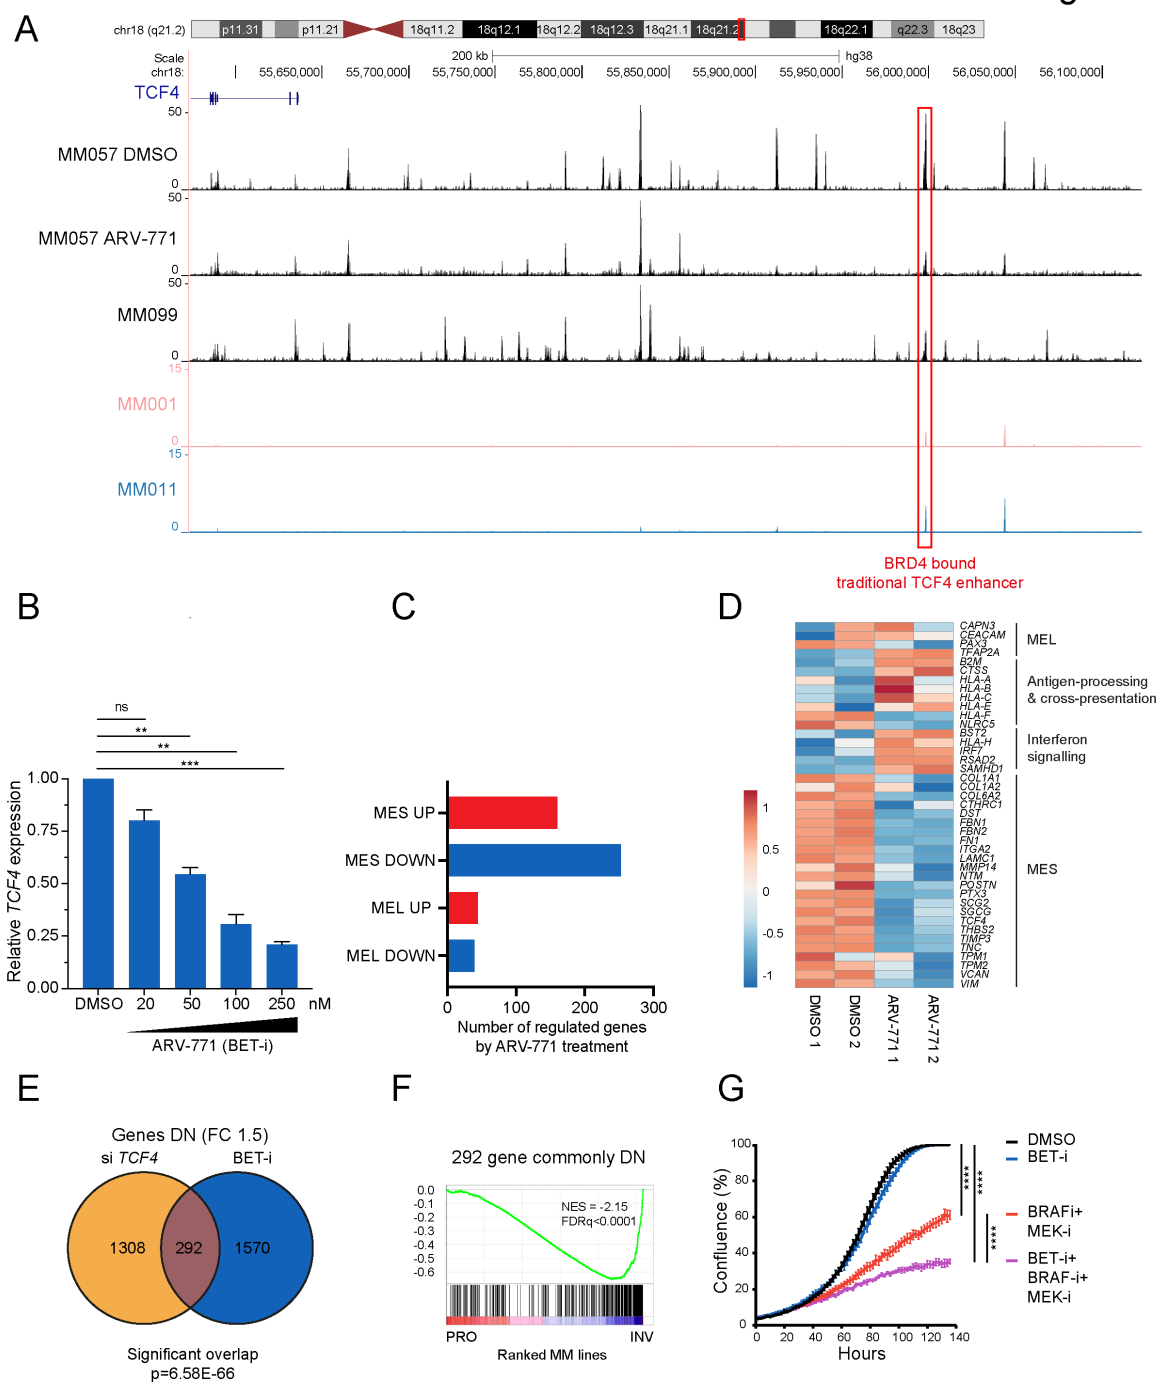 A
chr18 (q21.2)
p11.31
p11.21
18q11.2
18q12.1
18q12.2
18q12.3
18q21.1
18q21.2
18q22.1
q22.3
18q23
Scale
200 kb
hg38
chr18:
55,650,000
55,700,000
55,750,000
55,800,000
55,850,000
55,900,000
55,950,000
56,000,000
56,050,000
56,100,000
TCF4
50
MM057 DMSO
0
50
MM057 ARV-771
0
50
MM099
0
15
MM001
0
15
MM011
0
BRD4 bound
traditional TCF4 enhancer
B
ns
**
**
***
Relative TCF4 expression
1.00
0.75
0.50
0.25
0.00
DMSO 20 50 100 250 nM
ARV-771 (BET-i)
C
MES UP
MES DOWN
MEL UP
MEL DOWN
0 100 200 300
Number of regulated genes
by ARV-771 treatment
D
1
0.5
0
-0.5
-1
CAPN3
CEACAM
PAX3
TFAP2A
B2M
CTSS
HLA-A
HLA-B
HLA-C
HLA-E
HLA-F
NLRC5
BST2
HLA-H
IRF7
RSAD2
SAMHD1
COL1A1
COL1A2
COL6A2
CTHRC1
DST
FBN1
FBN2
FN1
ITGA2
LAMC1
MMP14
NTM
POSTN
PTX3
SCG2
SGCG
TCF4
THBS2
TIMP3
TNC
TPM1
TPM2
VCAN
VIM
MEL
Antigen-processing
& cross-presentation
Interferon
signalling
MES
DMSO 1
DMSO 2
ARV-771 1
ARV-771 2
E
Genes DN (FC 1.5)
si TCF4
BET-i
1308
292
1570
Significant overlap
p=6.58E-66
F
292 gene commonly DN
0.0
-0.1
-0.2
-0.3
-0.4
-0.5
-0.6
NES = -2.15
FDRq<0.0001
PRO
INV
Ranked MM lines
G
Confluence (%)
100
80
60
40
20
0
0 20 40 60 80 100 120 140
Hours
****
****
****
DMSO
BET-i
BRAFi+
MEK-i
BET-i+
BRAF-i+
MEK-i